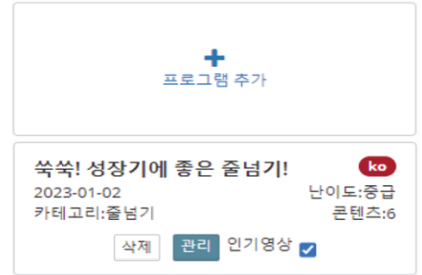 프로그램 추가
쑥쑥! 성장기에 좋은 줄넘기! ko
2023-01-02 난이도:중급
카테고리:줄넘기 콘텐츠:6
삭제 관리 인기영상